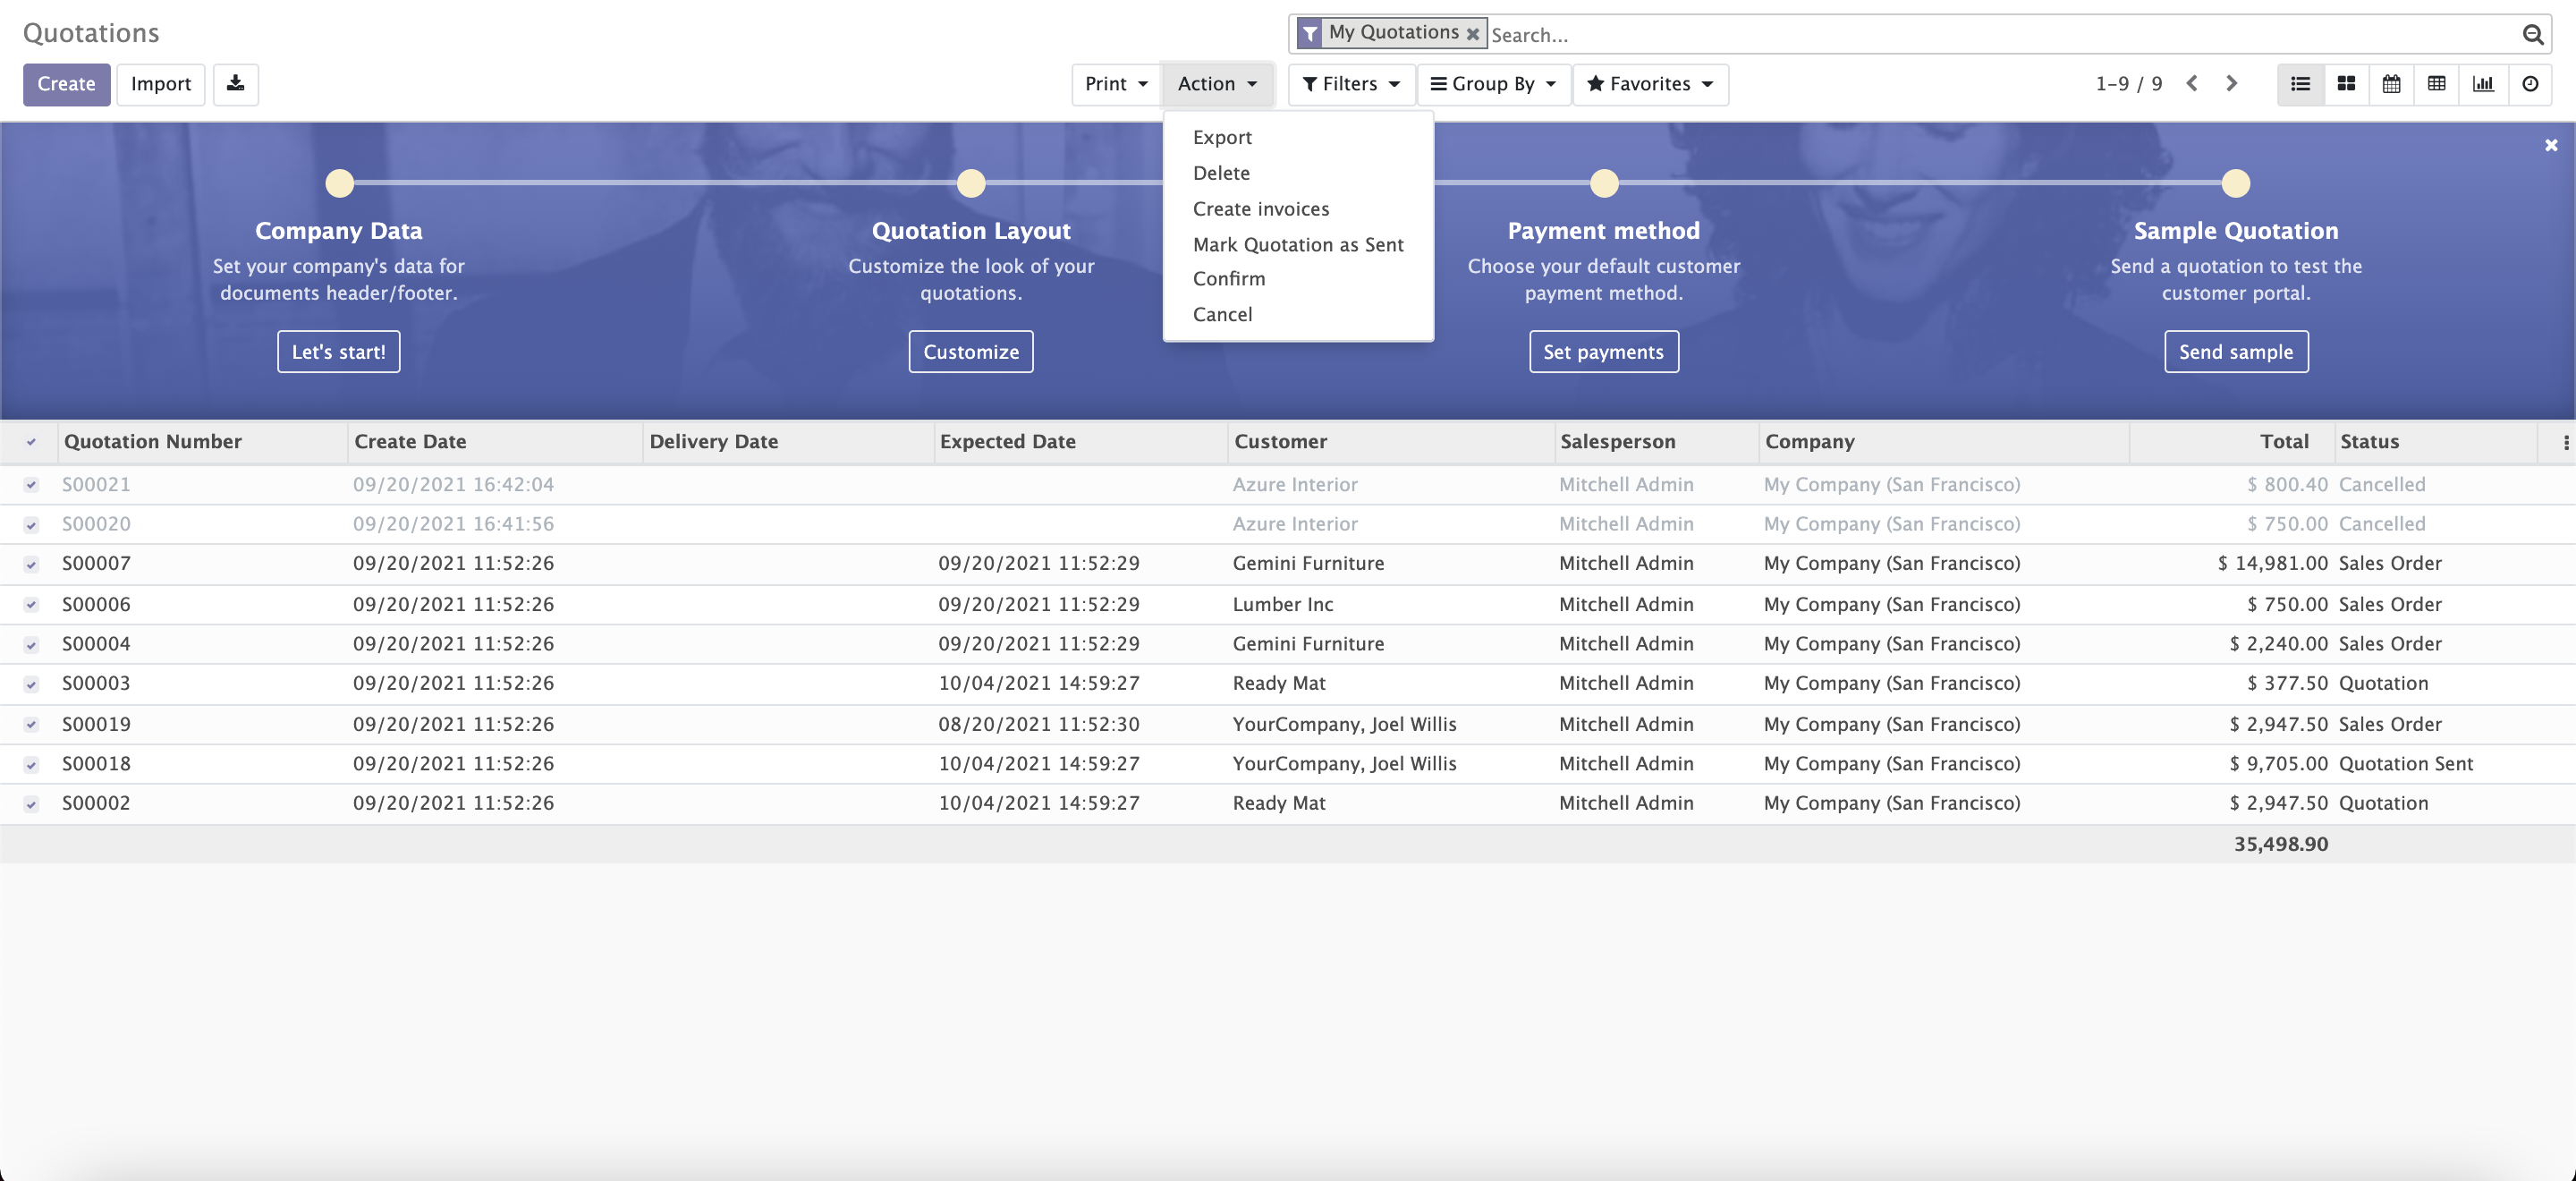 Quotations
My Quotations Search...
Create Import Print Action Filters Group By Favorites 1-9 / 9
Export
Delete
Create invoices
Mark Quotation as Sent
Confirm
Cancel
Company Data
Set your company's data for
documents header/footer.
Let's start!
Quotation Layout
Customize the look of your
quotations.
Customize
Payment method
Choose your default customer
payment method.
Set payments
Sample Quotation
Send a quotation to test the
customer portal.
Send sample
Quotation Number Create Date Delivery Date Expected Date Customer Salesperson Company Total Status
S00021 09/20/2021 16:42:04 Azure Interior Mitchell Admin My Company (San Francisco) $ 800.40 Cancelled
S00020 09/20/2021 16:41:56 Azure Interior Mitchell Admin My Company (San Francisco) $ 750.00 Cancelled
S00007 09/20/2021 11:52:26 09/20/2021 11:52:29 Gemini Furniture Mitchell Admin My Company (San Francisco) $ 14,981.00 Sales Order
S00006 09/20/2021 11:52:26 09/20/2021 11:52:29 Lumber Inc Mitchell Admin My Company (San Francisco) $ 750.00 Sales Order
S00004 09/20/2021 11:52:26 09/20/2021 11:52:29 Gemini Furniture Mitchell Admin My Company (San Francisco) $ 2,240.00 Sales Order
S00003 09/20/2021 11:52:26 10/04/2021 14:59:27 Ready Mat Mitchell Admin My Company (San Francisco) $ 377.50 Quotation
S00019 09/20/2021 11:52:26 08/20/2021 11:52:30 YourCompany, Joel Willis Mitchell Admin My Company (San Francisco) $ 2,947.50 Sales Order
S00018 09/20/2021 11:52:26 10/04/2021 14:59:27 YourCompany, Joel Willis Mitchell Admin My Company (San Francisco) $ 9,705.00 Quotation Sent
S00002 09/20/2021 11:52:26 10/04/2021 14:59:27 Ready Mat Mitchell Admin My Company (San Francisco) $ 2,947.50 Quotation
35,498.90